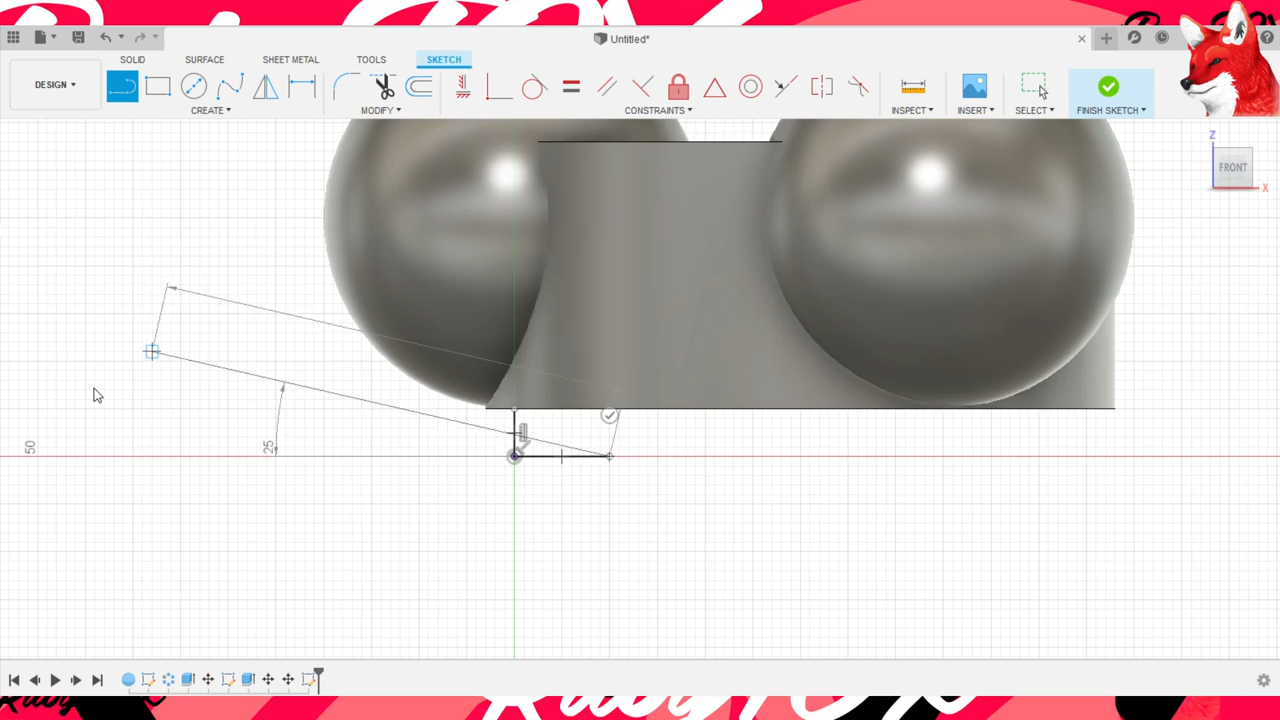 Untitled*
SOLID
SURFACE
SHEET METAL
TOOLS
SKETCH
DESIGN
CREATE
MODIFY
CONSTRAINTS
INSPECT
INSERT
SELECT
FINISH SKETCH
Z
FRONT
X
50
25